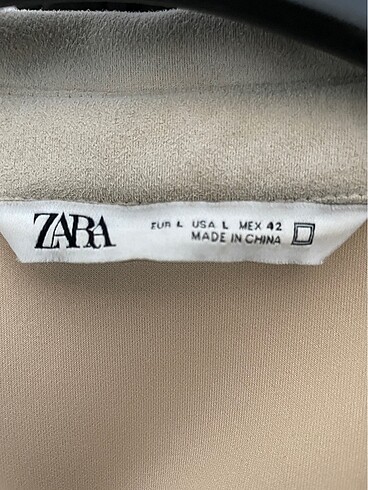 ZARA
EUR L USA L MEX 42
MADE IN CHINA